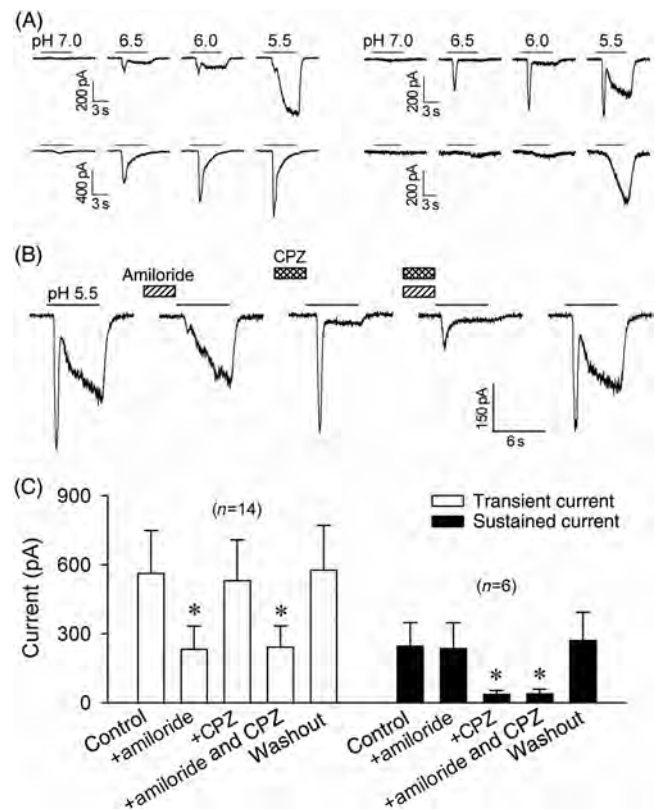 (A)
pH 7.0 6.5 6.0 5.5 pH 7.0 6.5 6.0 5.5
200 pA
3 s
200 pA
3 s
400 pA
3 s
200 pA
3 s
(B)
CPZ
Amiloride
pH 5.5
150 pA
6 s
(C)
900
600
300
0
Current (pA)
(n=14)
Transient current
Sustained current
(n=6)
* * * *
Control +amiloride +CPZ +amiloride and CPZ Washout Control +amiloride +CPZ +amiloride and CPZ Washout